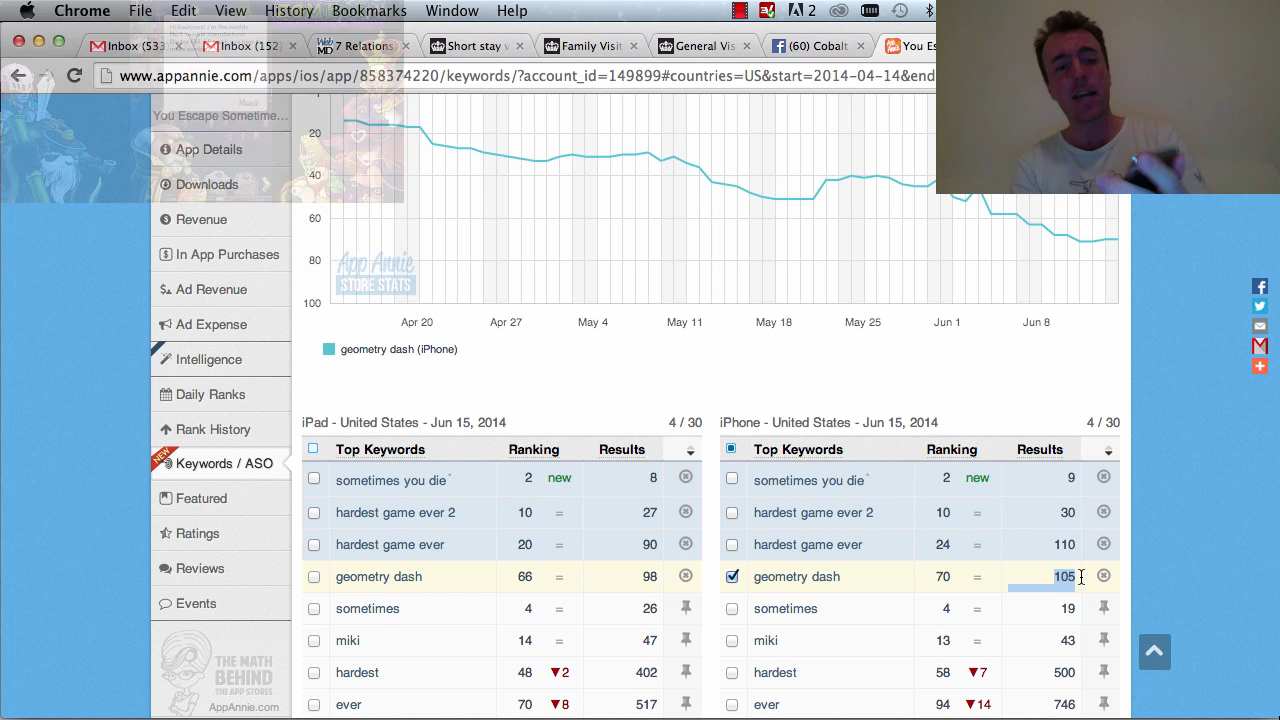 Chrome File Edit View History Bookmarks Window Help 2
Inbox (533 Inbox (152) Web MD 7 Relations Short stay v Family Visit General Vis (60) Cobalt You Es
www.appannie.com/apps/ios/app/858374220/keywords/?account_id=149899#countries=US&start=2014-04-14&end
You Escape Sometime...
App Details
Downloads
Revenue
In App Purchases
Ad Revenue
Ad Expense
Intelligence
Daily Ranks
Rank History
NEW
Keywords / ASO
Featured
Ratings
Reviews
Events
THE MATH
BEHIND
THE APP STORES
AppAnnie.com
20
40
60
80
100
App Annie
STORE STATS
Apr 20 Apr 27 May 4 May 11 May 18 May 25 Jun 1 Jun 8
geometry dash (iPhone)
iPad - United States - Jun 15, 2014 4 / 30
Top Keywords Ranking Results
sometimes you die* 2 new 8
hardest game ever 2 10 = 27
hardest game ever 20 = 90
geometry dash 66 = 98
sometimes 4 = 26
miki 14 = 47
hardest 48 ▼2 402
ever 70 ▼8 517
iPhone - United States - Jun 15, 2014 4 / 30
Top Keywords Ranking Results
sometimes you die* 2 new 9
hardest game ever 2 10 = 30
hardest game ever 24 = 110
geometry dash 70 = 105
sometimes 4 = 19
miki 13 = 43
hardest 58 ▼7 500
ever 94 ▼14 746